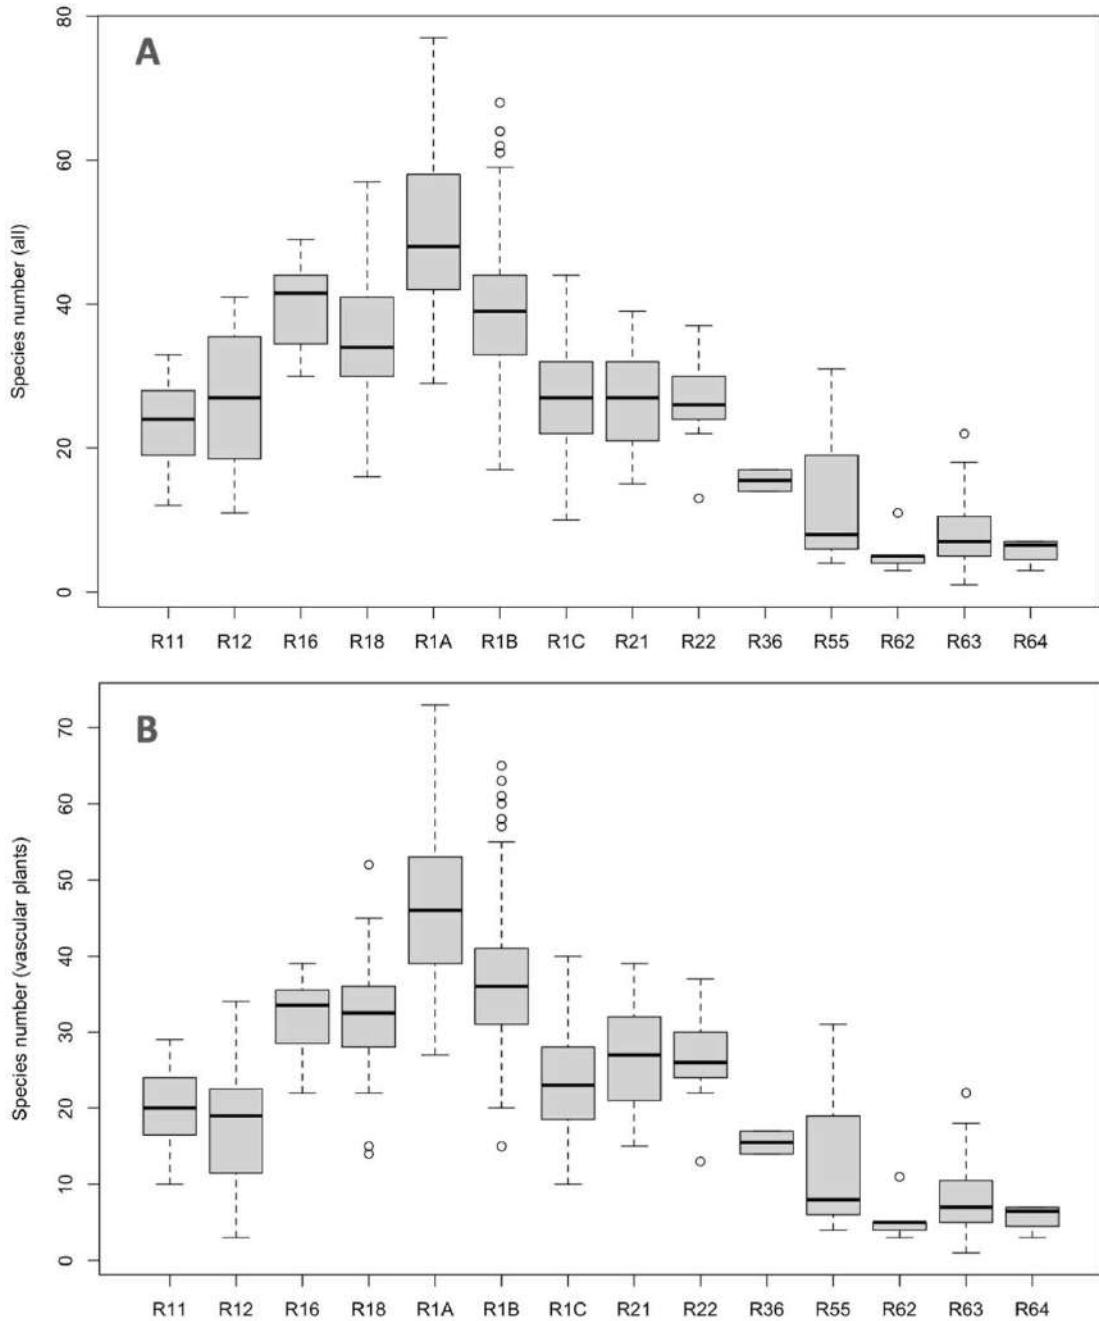 A
Species number (all)
80
60
40
20
0
R11 R12 R16 R18 R1A R1B R1C R21 R22 R36 R55 R62 R63 R64
B
Species number (vascular plants)
70
60
50
40
30
20
10
0
R11 R12 R16 R18 R1A R1B R1C R21 R22 R36 R55 R62 R63 R64